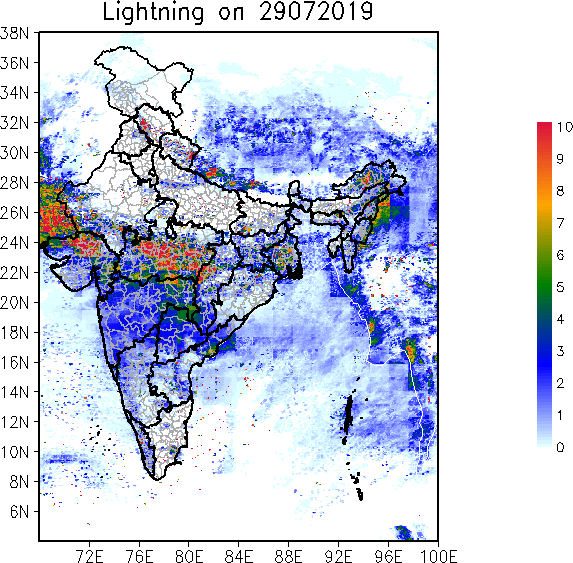 Lightning on 29072019
38N
36N
34N
32N
30N
28N
26N
24N
22N
20N
18N
16N
14N
12N
10N
8N
6N
72E 76E 80E 84E 88E 92E 96E 100E
10
9
8
7
6
5
4
3
2
1
0